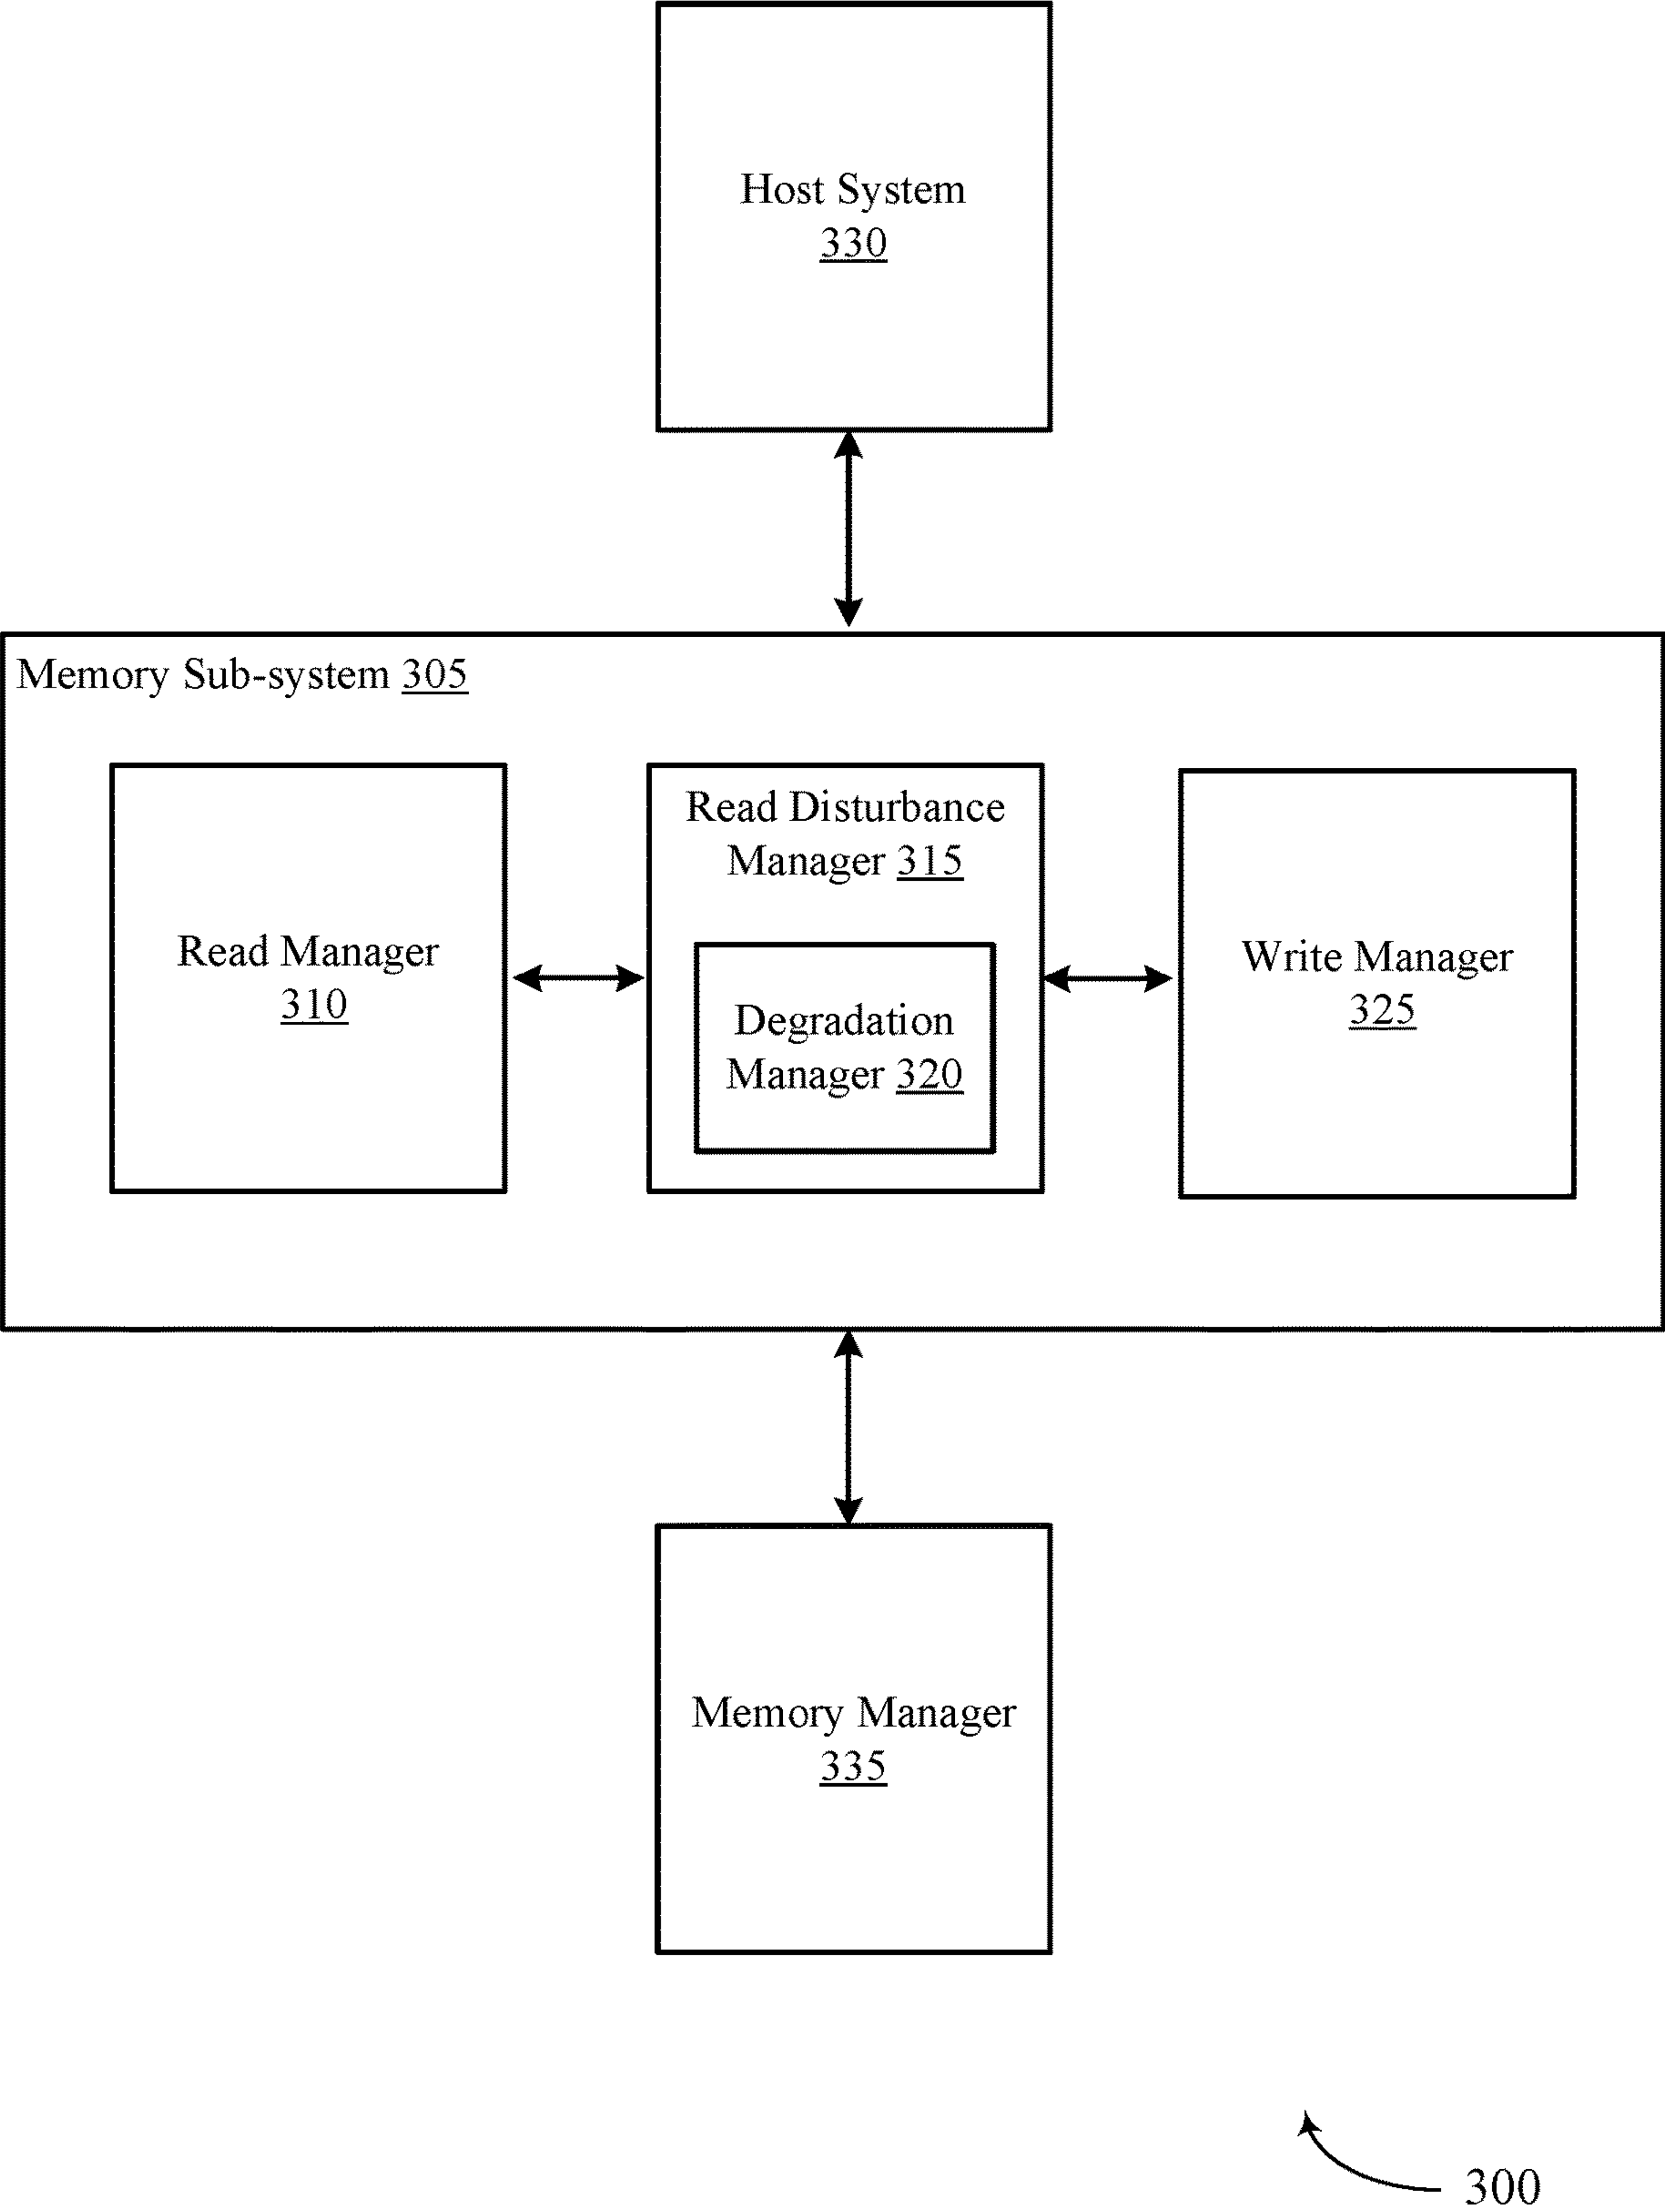 Host System
330
Memory Sub-system 305
Read Disturbance
Manager 315
Read Manager
310
Degradation
Manager 320
Write Manager
325
Memory Manager
335
300